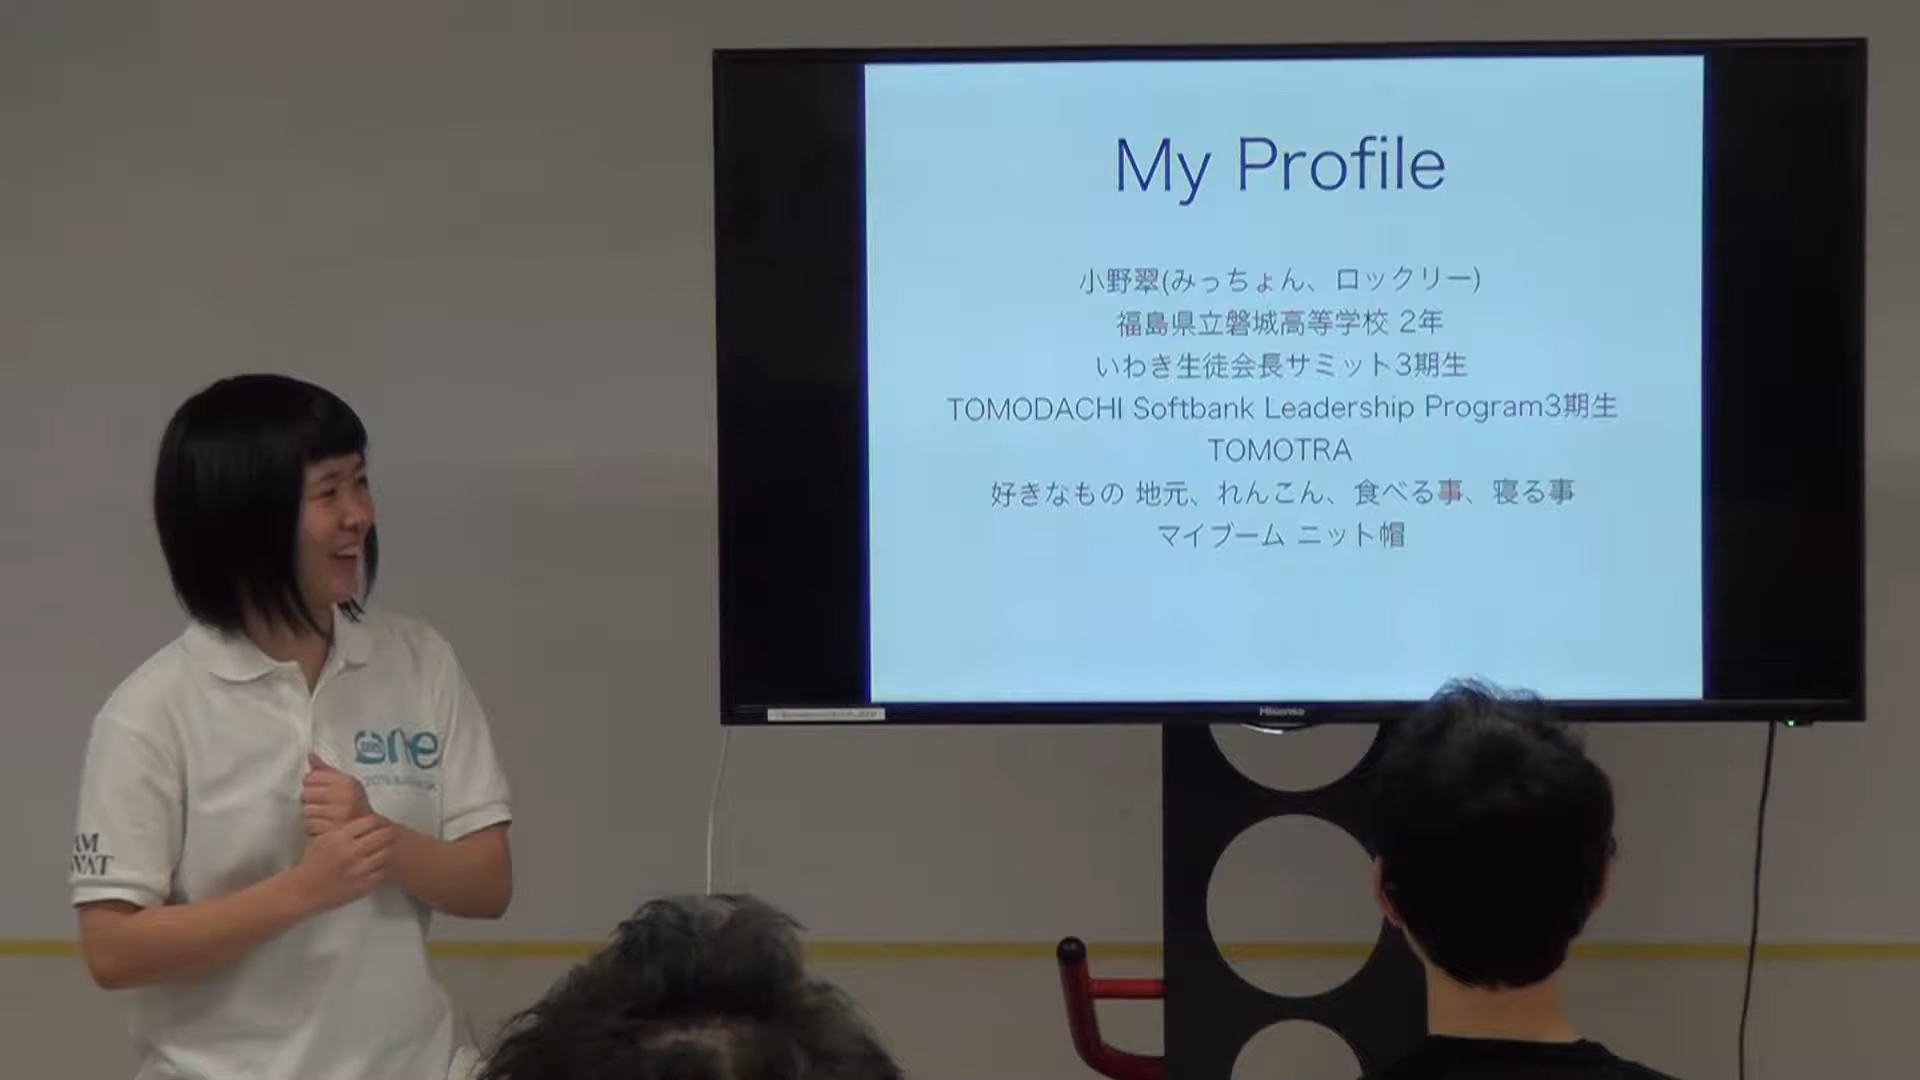 My Profile
小野翠(みっちょん、ロックリー)
福島県立磐城高等学校 2年
いわき生徒会長サミット3期生
TOMODACHI Softbank Leadership Program3期生
TOMOTRA
好きなもの 地元、れんこん、食べる事、寝る事
マイブーム ニット帽
Hisense
one
AM
WAT